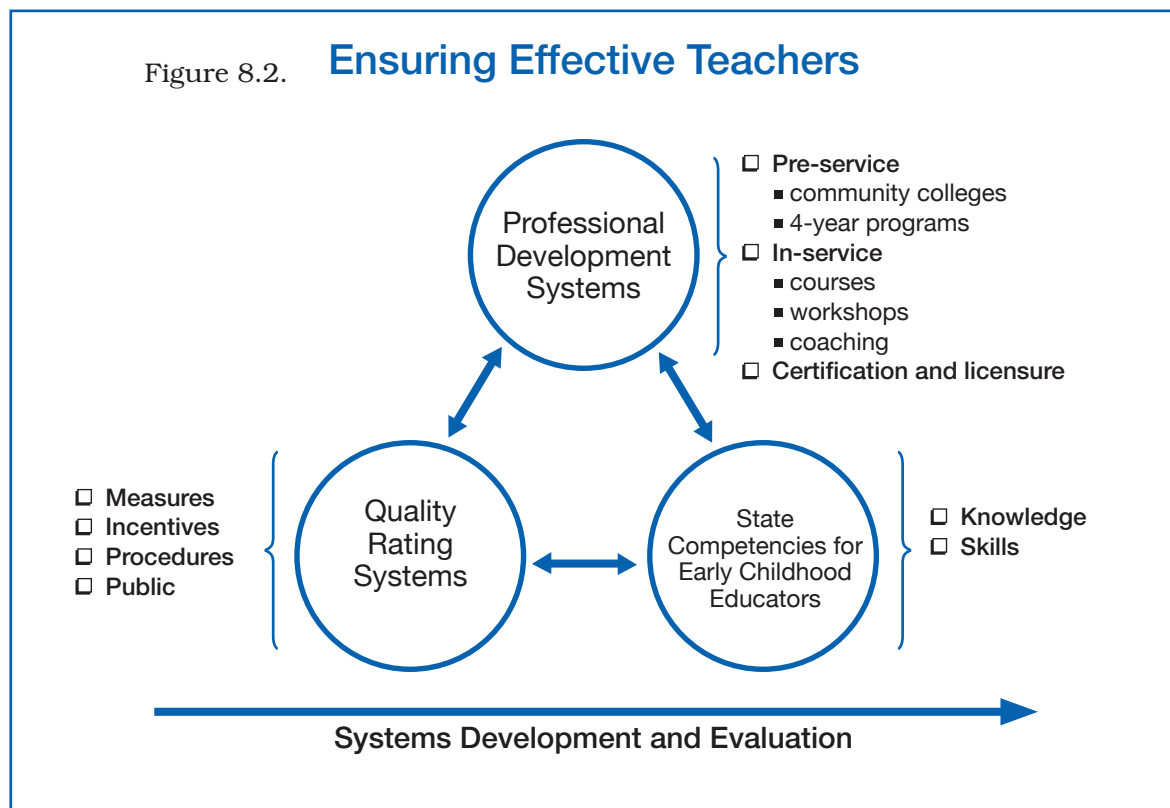 Figure 8.2. Ensuring Effective Teachers
Professional
Development
Systems
❑ Pre-service
▪ community colleges
▪ 4-year programs
❑ In-service
▪ courses
▪ workshops
▪ coaching
❑ Certification and licensure
❑ Measures
❑ Incentives
❑ Procedures
❑ Public
Quality
Rating
Systems
State
Competencies for
Early Childhood
Educators
❑ Knowledge
❑ Skills
Systems Development and Evaluation